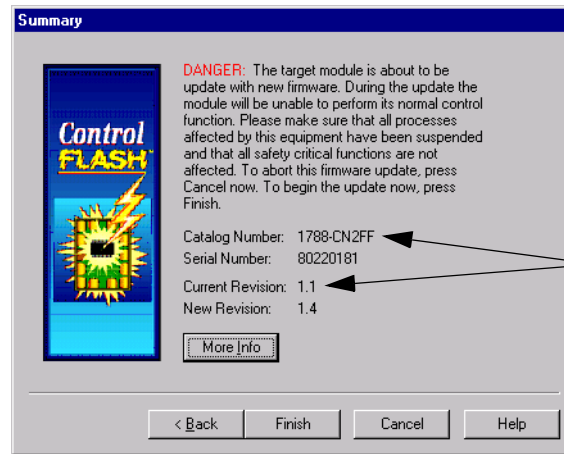 Summary
Control
FLASH
DANGER: The target module is about to be
update with new firmware. During the update the
module will be unable to perform its normal control
function. Please make sure that all processes
affected by this equipment have been suspended
and that all safety critical functions are not
affected. To abort this firmware update, press
Cancel now. To begin the update now, press
Finish.
Catalog Number: 1788-CN2FF
Serial Number: 80220181
Current Revision: 1.1
New Revision: 1.4
More Info
< Back Finish Cancel Help